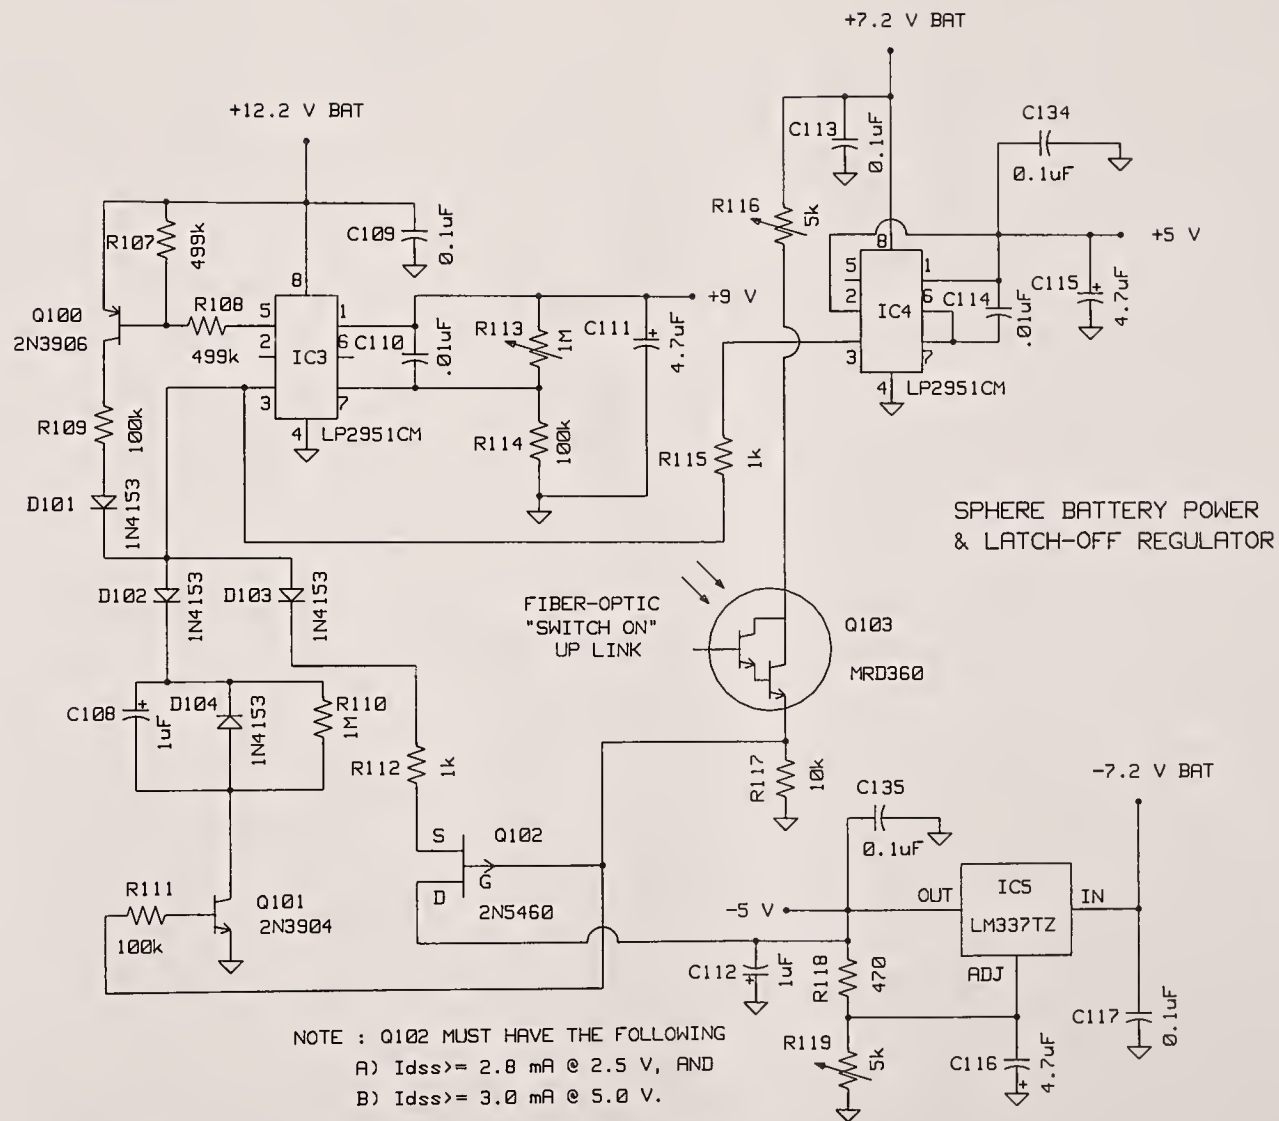 +7.2 V BAT
+12.2 V BAT
C113
0.1uF
C134
0.1uF
R107
499k
C109
0.1uF
R116
5k
8
+5 V
Q100
2N3906
R108
499k
8
5
2
3
1
6
7
4
IC3
LP2951CM
C110
.01uF
R113
1M
C111
4.7uF
+9 V
5
2
3
1
6
7
4
IC4
LP2951CM
C114
.01uF
C115
+
4.7uF
+
R109
100k
R114
100k
R115
1k
D101
1N4153
SPHERE BATTERY POWER
& LATCH-OFF REGULATOR
D102
1N4153
D103
1N4153
FIBER-OPTIC
"SWITCH ON"
UP LINK
Q103
MRD360
C108
+
1uF
D104
1N4153
R110
1M
R112
1k
R117
10k
-7.2 V BAT
C135
0.1uF
S
G
D
Q102
2N5460
R111
100k
Q101
2N3904
-5 V
OUT
IC5
LM337TZ
IN
ADJ
C112
+
1uF
R118
470
C117
0.1uF
R119
5k
C116
+
4.7uF
NOTE : Q102 MUST HAVE THE FOLLOWING
A) Idss>= 2.8 mA @ 2.5 V, AND
B) Idss>= 3.0 mA @ 5.0 V.